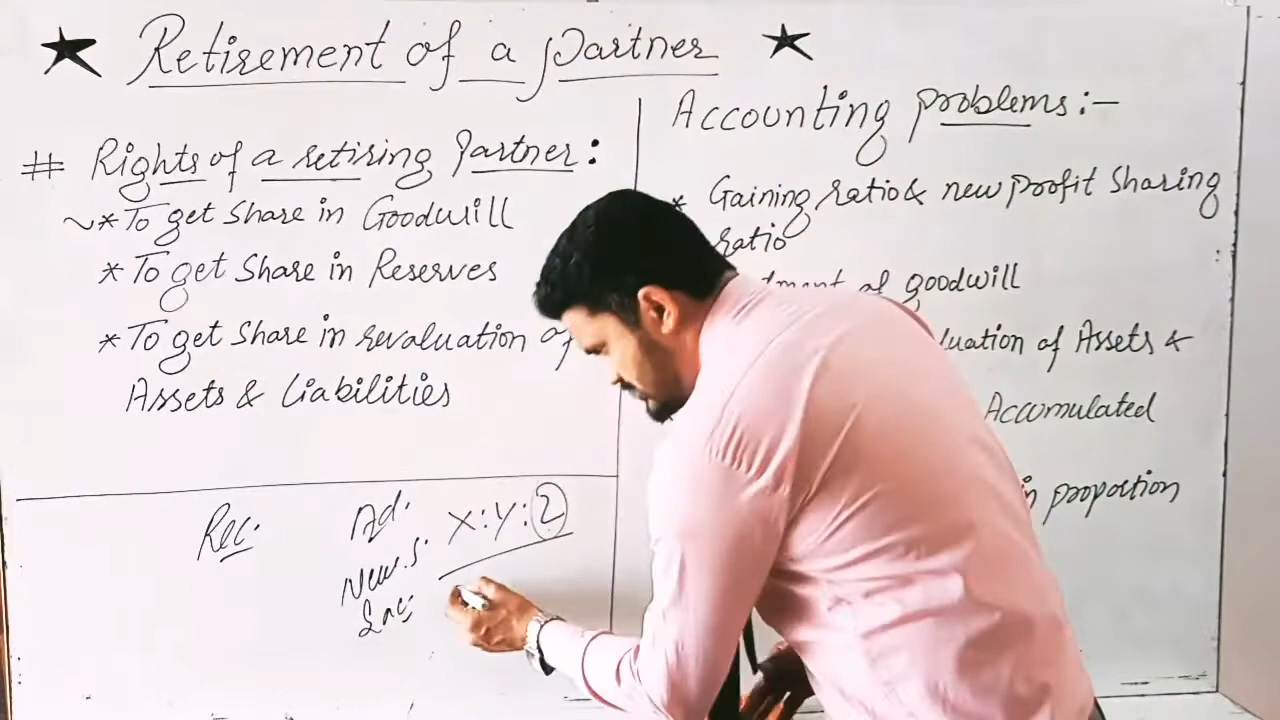 ★ Retirement of a partner ★
# Rights of a retiring Partner:
~* To get Share in Goodwill
* To get Share in Reserves
* To get Share in revaluation of
Assets & Liabilities
Accounting problems:-
* Gaining ratio & new profit Sharing
ratio
of goodwill
of Assets &
Accumulated
in proportion
Rec.
Ad.
X:Y:2
New.S.